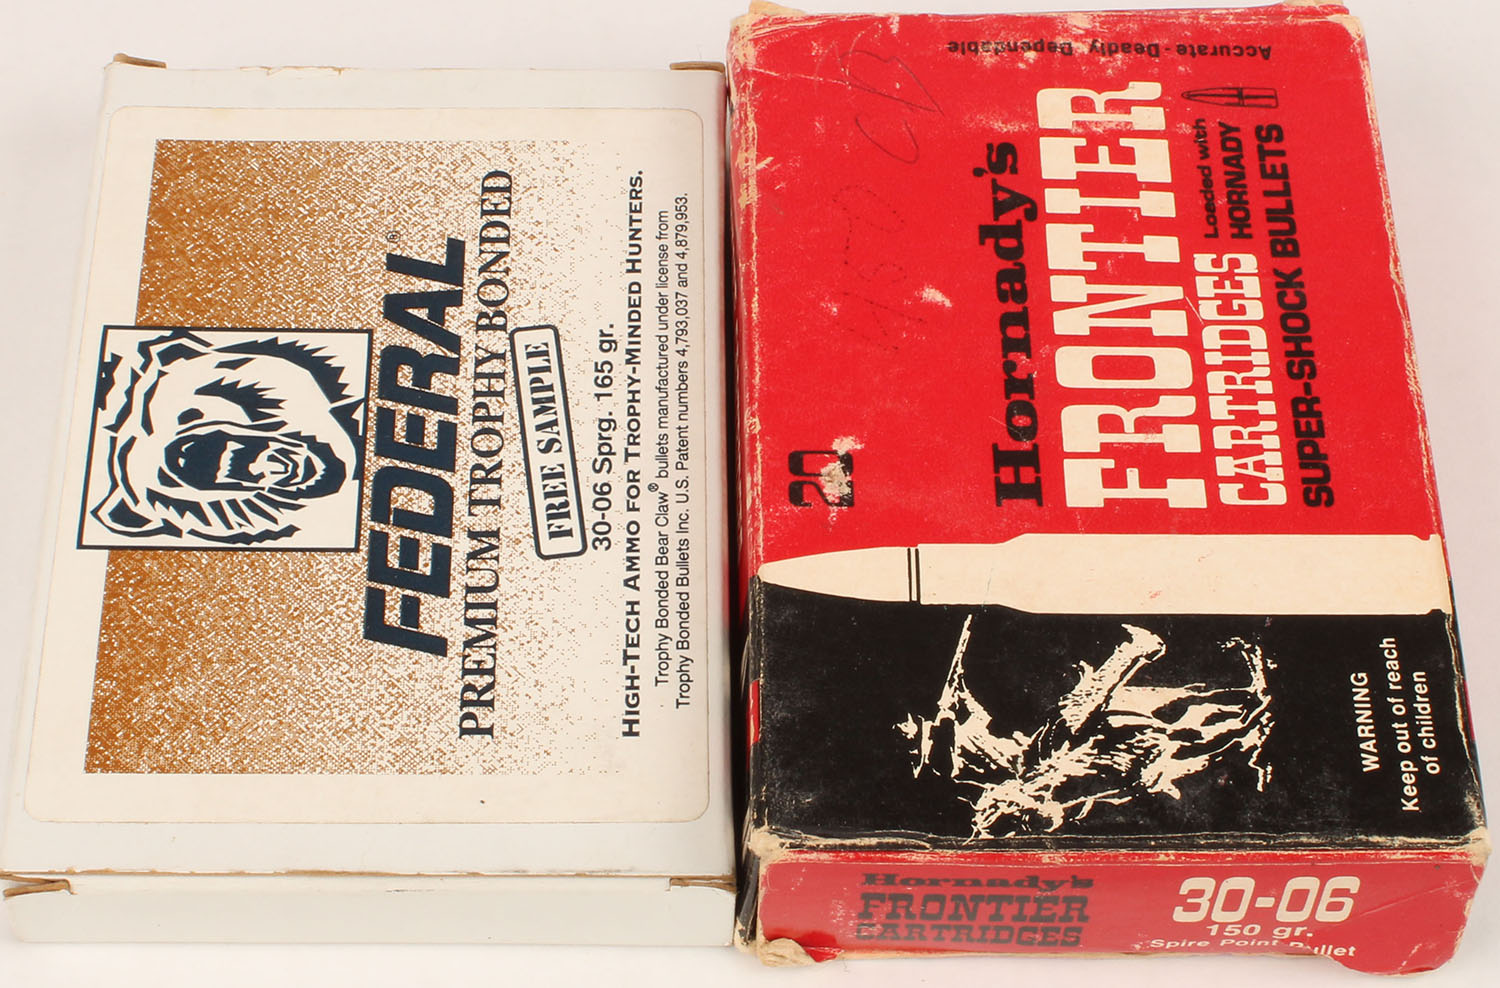 FEDERAL®
PREMIUM TROPHY BONDED
FREE SAMPLE
30-06 Sprg. 165 gr.
HIGH-TECH AMMO FOR TROPHY-MINDED HUNTERS.
Trophy Bonded Bear Claw® bullets manufactured under license from
Trophy Bonded Bullets Inc. U.S. Patent numbers 4,793,037 and 4,879,953.
Accurate-Deadly Dependable
20
Hornady's
FRONTIER
CARTRIDGES
Loaded with
HORNADY
SUPER-SHOCK BULLETS
WARNING
Keep out of reach
of children
Hornady's
FRONTIER
CARTRIDGES
30-06
150 gr.
Spire Point Bullet